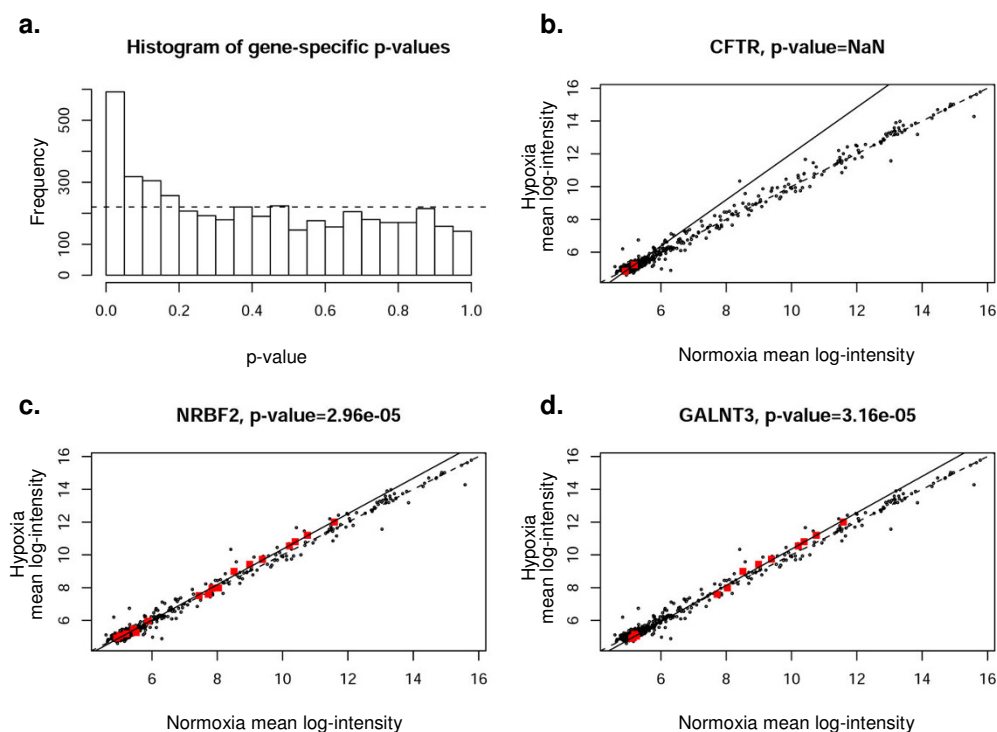 a.
Histogram of gene-specific p-values
Frequency
0 100 300 500
0.0 0.2 0.4 0.6 0.8 1.0
p-value
b.
CFTR, p-value=NaN
Hypoxia
mean log-intensity
6 8 10 12 14 16
6 8 10 12 14 16
Normoxia mean log-intensity
c.
NRBF2, p-value=2.96e-05
Hypoxia
mean log-intensity
6 8 10 12 14 16
6 8 10 12 14 16
Normoxia mean log-intensity
d.
GALNT3, p-value=3.16e-05
Hypoxia
mean log-intensity
6 8 10 12 14 16
6 8 10 12 14 16
Normoxia mean log-intensity